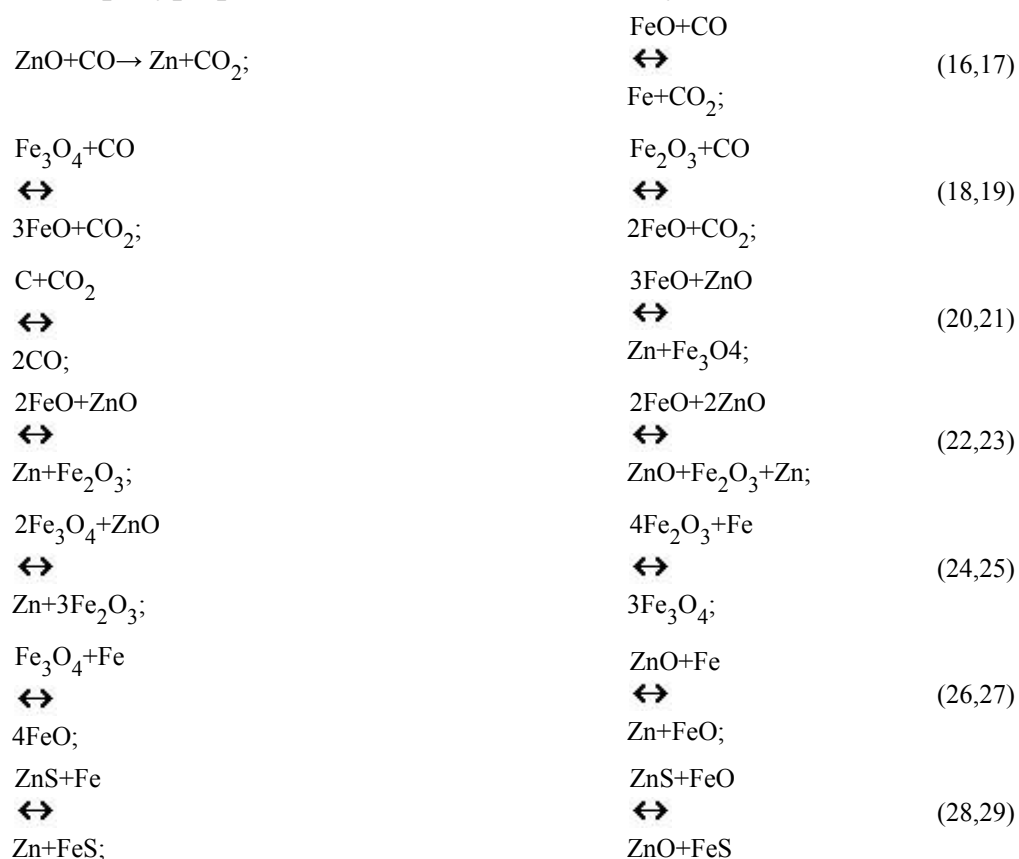 FeO+CO
ZnO+CO→ Zn+CO₂; ↔ (16,17)
Fe+CO₂;
Fe₃O₄+CO Fe₂O₃+CO
↔ ↔ (18,19)
3FeO+CO₂; 2FeO+CO₂;
C+CO₂ 3FeO+ZnO
↔ ↔ (20,21)
2CO; Zn+Fe₃O4;
2FeO+ZnO 2FeO+2ZnO
↔ ↔ (22,23)
Zn+Fe₂O₃; ZnO+Fe₂O₃+Zn;
2Fe₃O₄+ZnO 4Fe₂O₃+Fe
↔ ↔ (24,25)
Zn+3Fe₂O₃; 3Fe₃O₄;
Fe₃O₄+Fe ZnO+Fe
↔ ↔ (26,27)
4FeO; Zn+FeO;
ZnS+Fe ZnS+FeO
↔ ↔ (28,29)
Zn+FeS; ZnO+FeS